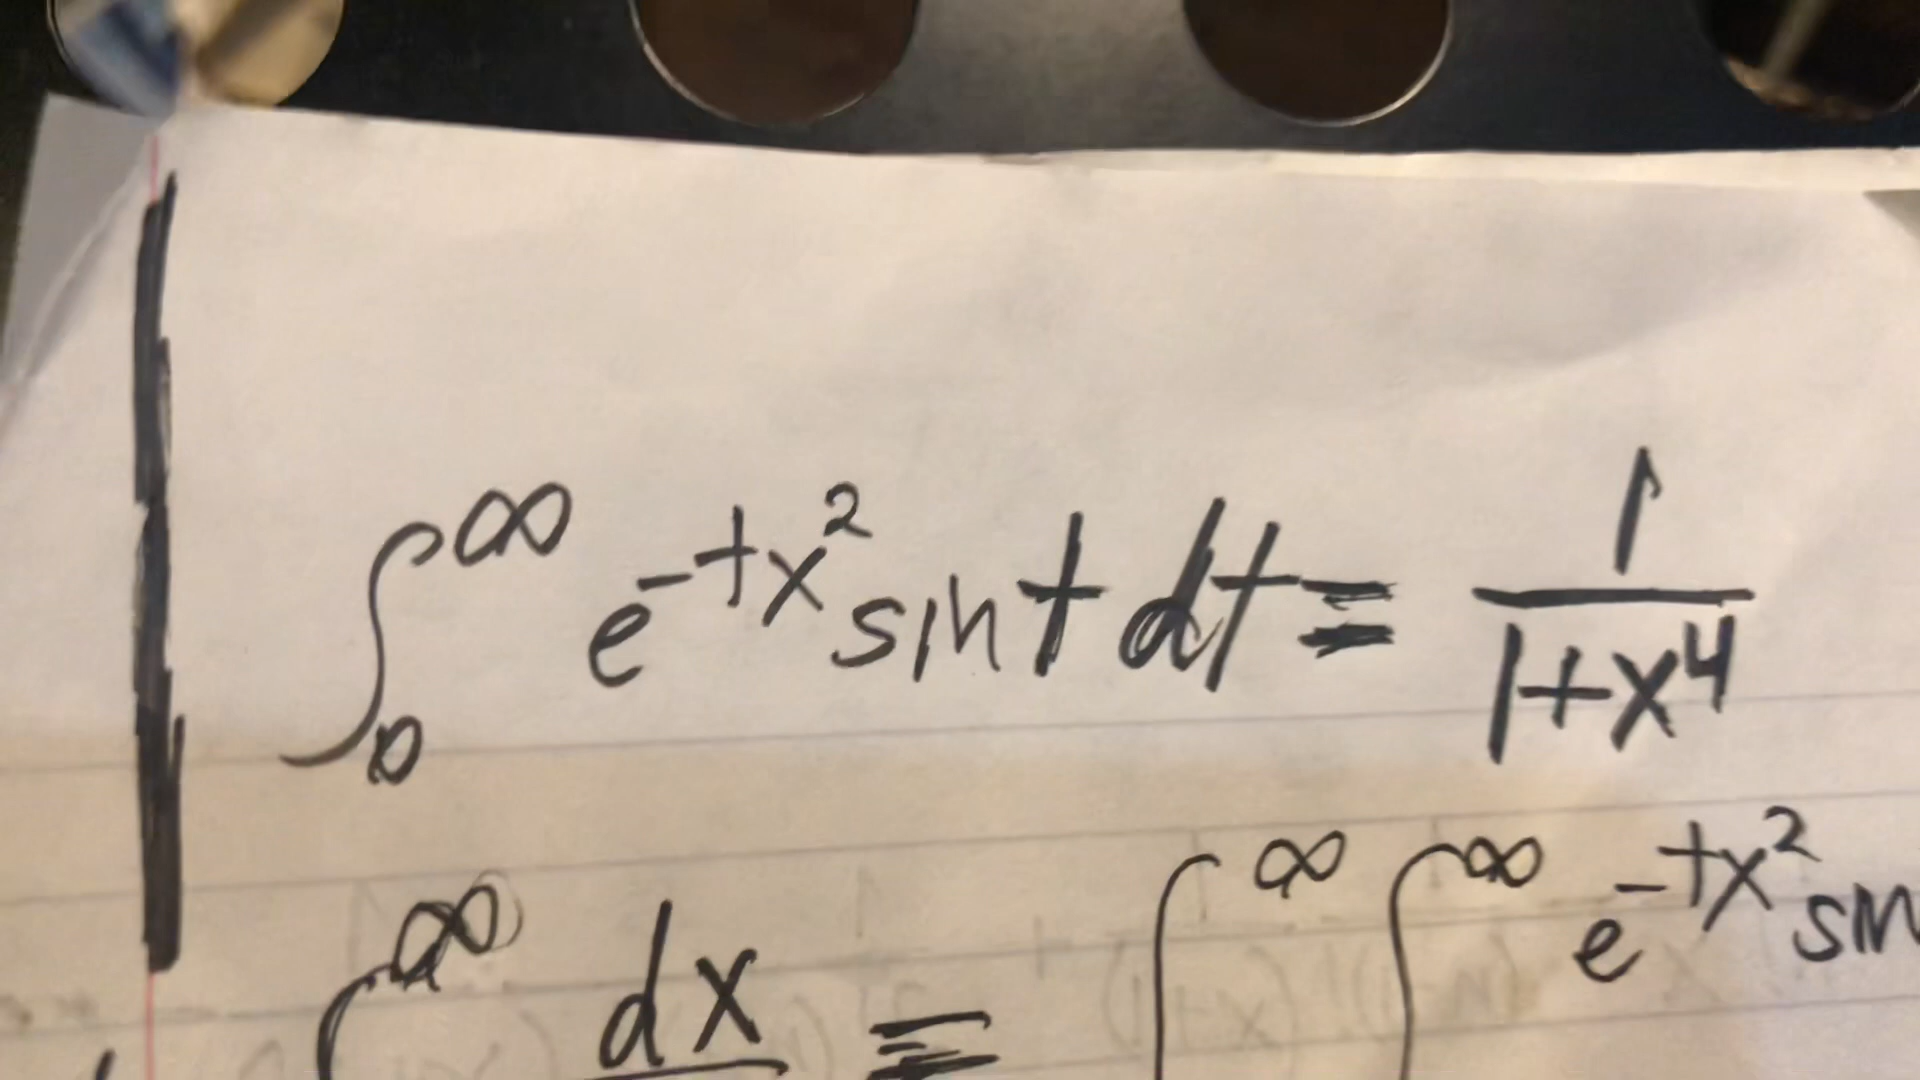 ∫₀^∞ e^{-tx²} sin t dt = 1/(1+x⁴)
∫^∞ dx = ∫^∞ ∫^∞ e^{-tx²} sin